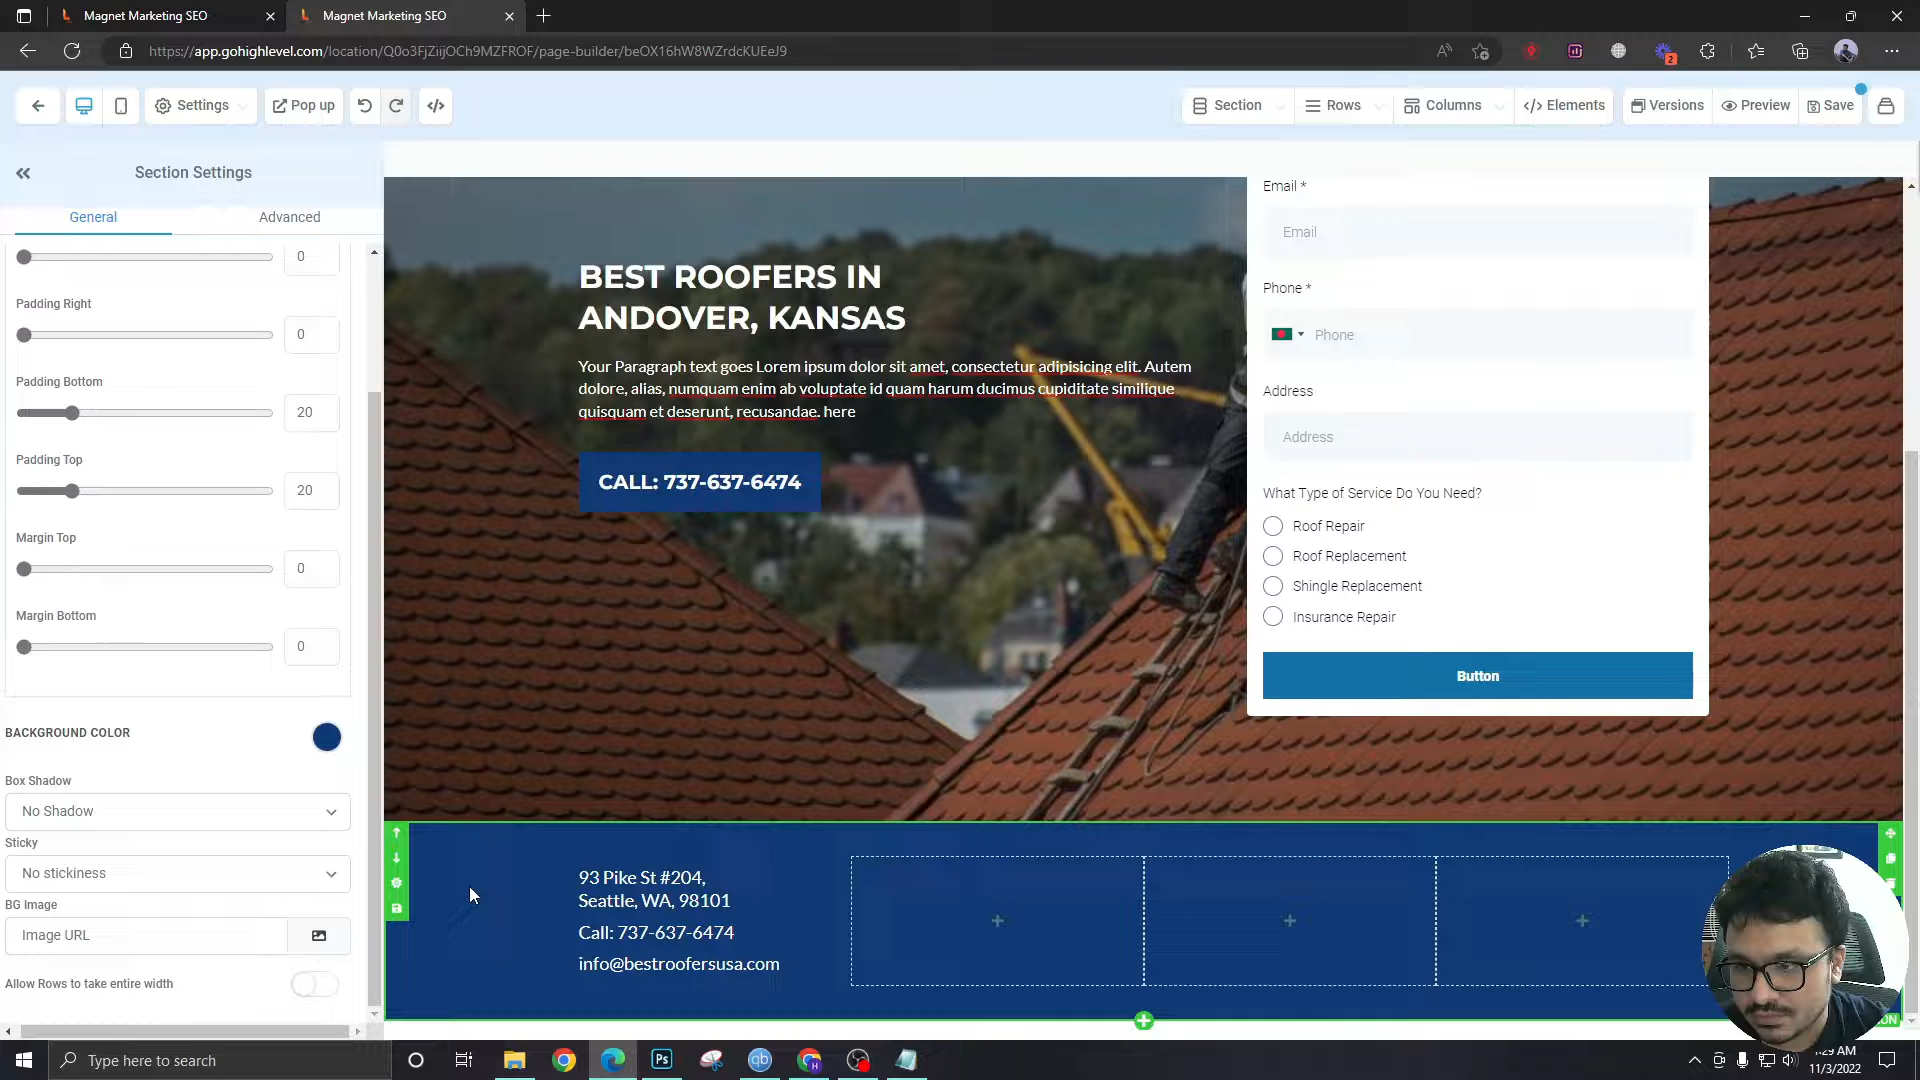 Magnet Marketing SEO
Magnet Marketing SEO
https://app.gohighlevel.com/location/Q0o3FjZiijOCh9MZFROF/page-builder/beOX16hW8WZrdcKUEeJ9
2
Settings
Pop up
Section
Rows
Columns
Elements
Versions
Preview
Save
Section Settings
General
Advanced
0
Padding Right
0
Padding Bottom
20
Padding Top
20
Margin Top
0
Margin Bottom
0
BACKGROUND COLOR
Box Shadow
No Shadow
Sticky
No stickiness
BG Image
Image URL
Allow Rows to take entire width
BEST ROOFERS IN
ANDOVER, KANSAS
Your Paragraph text goes Lorem ipsum dolor sit amet, consectetur adipisicing elit. Autem
dolore, alias, numquam enim ab voluptate id quam harum ducimus cupiditate similique
quisquam et deserunt, recusandae. here
CALL: 737-637-6474
Email *
Email
Phone *
Phone
Address
Address
What Type of Service Do You Need?
Roof Repair
Roof Replacement
Shingle Replacement
Insurance Repair
Button
93 Pike St #204,
Seattle, WA, 98101
Call: 737-637-6474
info@bestroofersusa.com
Type here to search
Ps
qb
11/3/2022